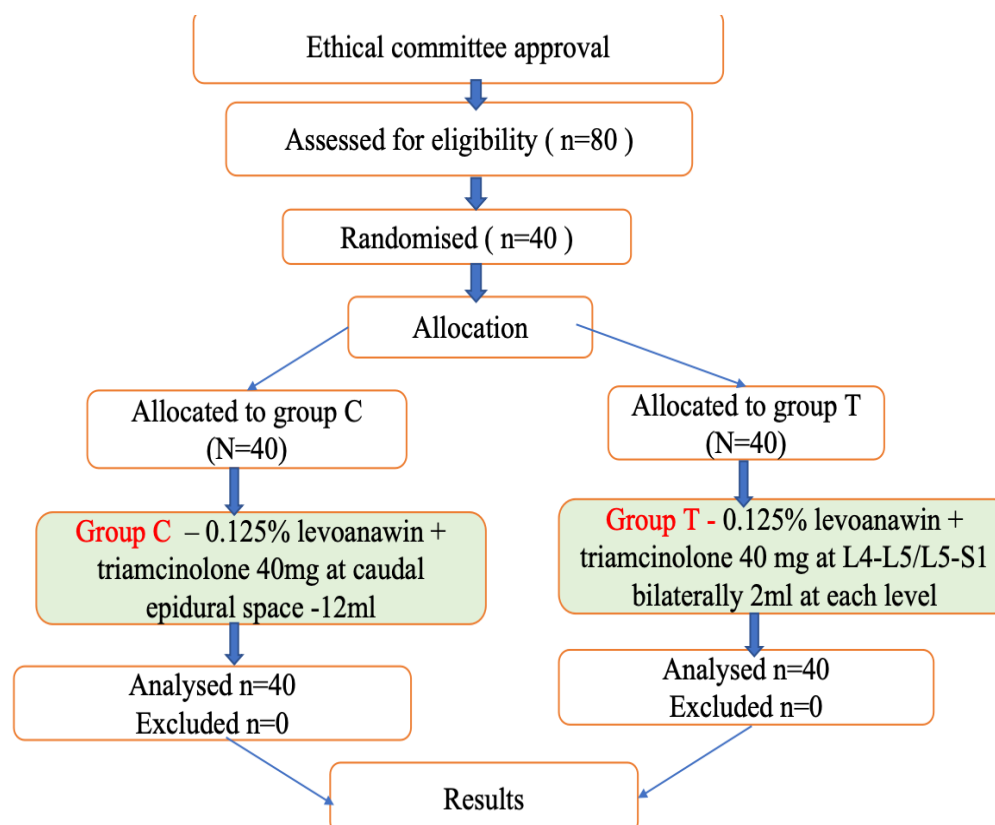 Ethical committee approval
Assessed for eligibility ( n=80 )
Randomised ( n=40 )
Allocation
Allocated to group C
(N=40)
Allocated to group T
(N=40)
Group C – 0.125% levoanawin +
triamcinolone 40mg at caudal
epidural space -12ml
Group T - 0.125% levoanawin +
triamcinolone 40 mg at L4-L5/L5-S1
bilaterally 2ml at each level
Analysed n=40
Excluded n=0
Analysed n=40
Excluded n=0
Results